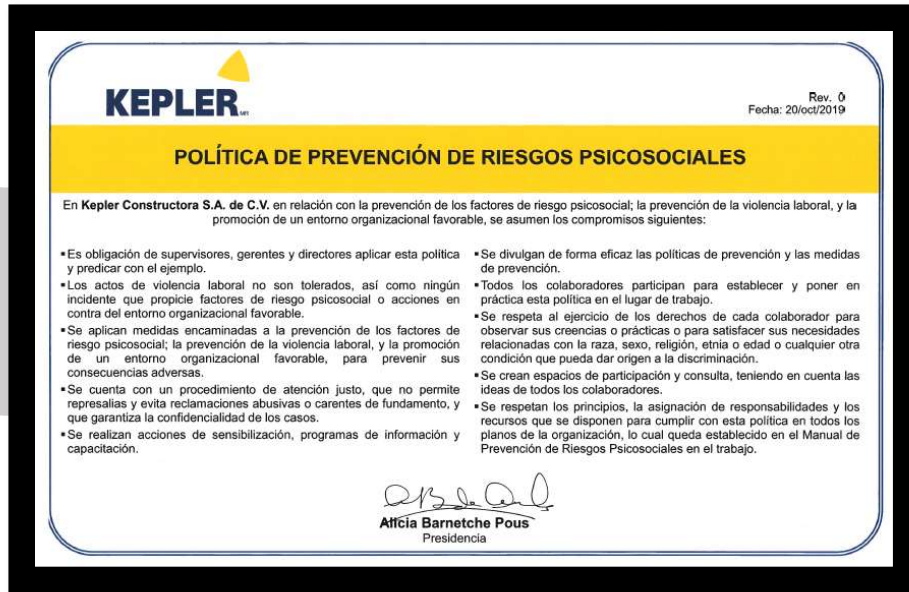 KEPLER
Rev. 0
Fecha: 20/oct/2019
POLÍTICA DE PREVENCIÓN DE RIESGOS PSICOSOCIALES
En Kepler Constructora S.A. de C.V. en relación con la prevención de los factores de riesgo psicosocial; la prevención de la violencia laboral, y la
promoción de un entorno organizacional favorable, se asumen los compromisos siguientes:
▪Es obligación de supervisores, gerentes y directores aplicar esta política
y predicar con el ejemplo.
▪Los actos de violencia laboral no son tolerados, así como ningún
incidente que propicie factores de riesgo psicosocial o acciones en
contra del entorno organizacional favorable.
▪Se aplican medidas encaminadas a la prevención de los factores de
riesgo psicosocial; la prevención de la violencia laboral, y la promoción
de un entorno organizacional favorable, para prevenir sus
consecuencias adversas.
▪Se cuenta con un procedimiento de atención justo, que no permite
represalias y evita reclamaciones abusivas o carentes de fundamento, y
que garantiza la confidencialidad de los casos.
▪Se realizan acciones de sensibilización, programas de información y
capacitación.
▪Se divulgan de forma eficaz las políticas de prevención y las medidas
de prevención.
▪Todos los colaboradores participan para establecer y poner en
práctica esta política en el lugar de trabajo.
▪Se respeta al ejercicio de los derechos de cada colaborador para
observar sus creencias o prácticas o para satisfacer sus necesidades
relacionadas con la raza, sexo, religión, etnia o edad o cualquier otra
condición que pueda dar origen a la discriminación.
▪Se crean espacios de participación y consulta, teniendo en cuenta las
ideas de todos los colaboradores.
▪Se respetan los principios, la asignación de responsabilidades y los
recursos que se disponen para cumplir con esta política en todos los
planos de la organización, lo cual queda establecido en el Manual de
Prevención de Riesgos Psicosociales en el trabajo.
Alicia Barnetche Pous
Presidencia